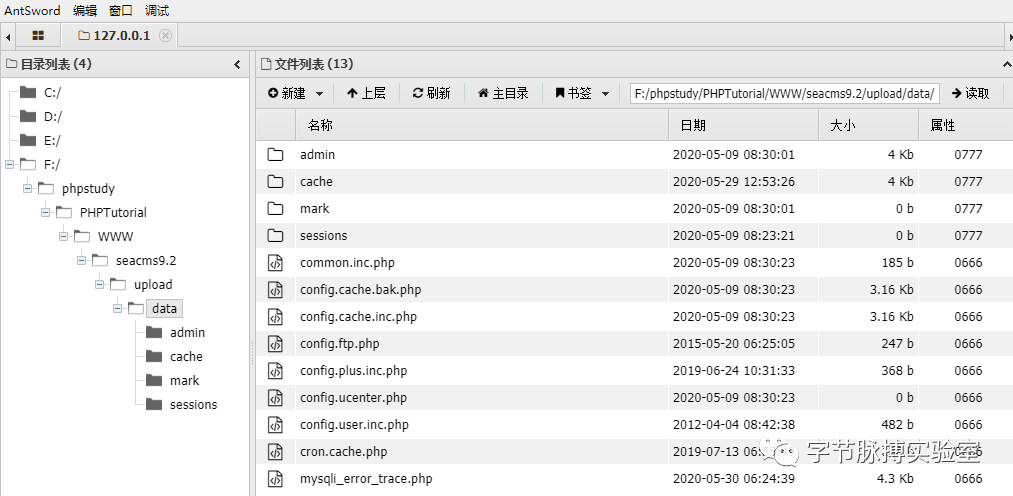 AntSword 编辑 窗口 调试
127.0.0.1
目录列表 (4)
C:/
D:/
E:/
F:/
phpstudy
PHPTutorial
WWW
seacms9.2
upload
data
admin
cache
mark
sessions
文件列表 (13)
新建 上层 刷新 主目录 书签 F:/phpstudy/PHPTutorial/WWW/seacms9.2/upload/data/ 读取
名称 日期 大小 属性
admin 2020-05-09 08:30:01 4 Kb 0777
cache 2020-05-29 12:53:26 4 Kb 0777
mark 2020-05-09 08:30:01 0 b 0777
sessions 2020-05-09 08:23:21 0 b 0777
common.inc.php 2020-05-09 08:30:23 185 b 0666
config.cache.bak.php 2020-05-09 08:30:23 3.16 Kb 0666
config.cache.inc.php 2020-05-09 08:30:23 3.16 Kb 0666
config.ftp.php 2015-05-20 06:25:05 247 b 0666
config.plus.inc.php 2019-06-24 10:31:33 368 b 0666
config.ucenter.php 2020-05-09 08:30:23 0 b 0666
config.user.inc.php 2012-04-04 08:42:38 482 b 0666
cron.cache.php 2019-07-13
字节脉搏实验室
mysqli_error_trace.php 2020-05-30 06:24:39 4.3 Kb 0666